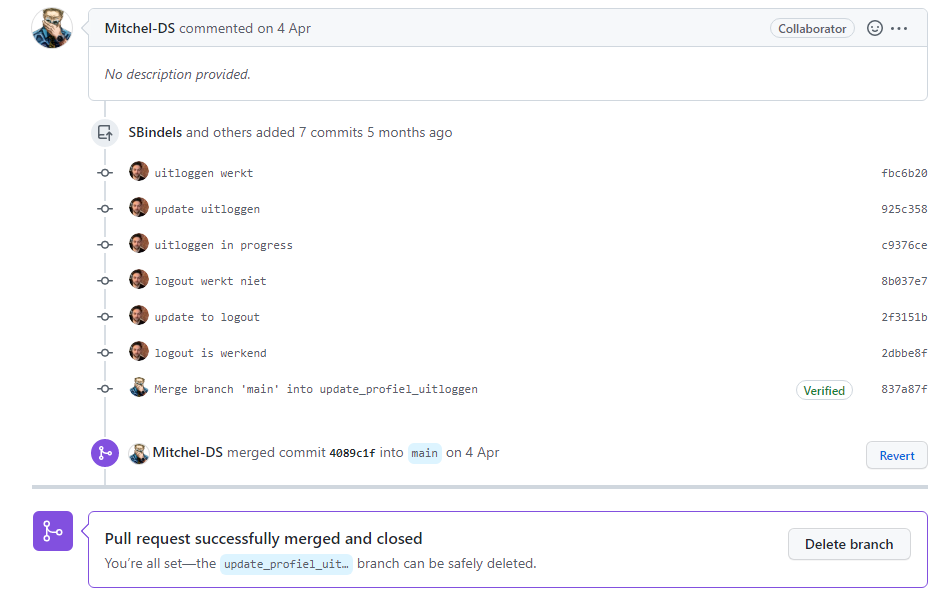 Mitchel-DS commented on 4 Apr Collaborator
No description provided.
SBindels and others added 7 commits 5 months ago
uitloggen werkt fbc6b20
update uitloggen 925c358
uitloggen in progress c9376ce
logout werkt niet 8b037e7
update to logout 2f3151b
logout is werkend 2dbbe8f
Merge branch 'main' into update_profiel_uitloggen Verified 837a87f
Mitchel-DS merged commit 4089c1f into main on 4 Apr Revert
Pull request successfully merged and closed
Delete branch
You’re all set—the update_profiel_uit… branch can be safely deleted.